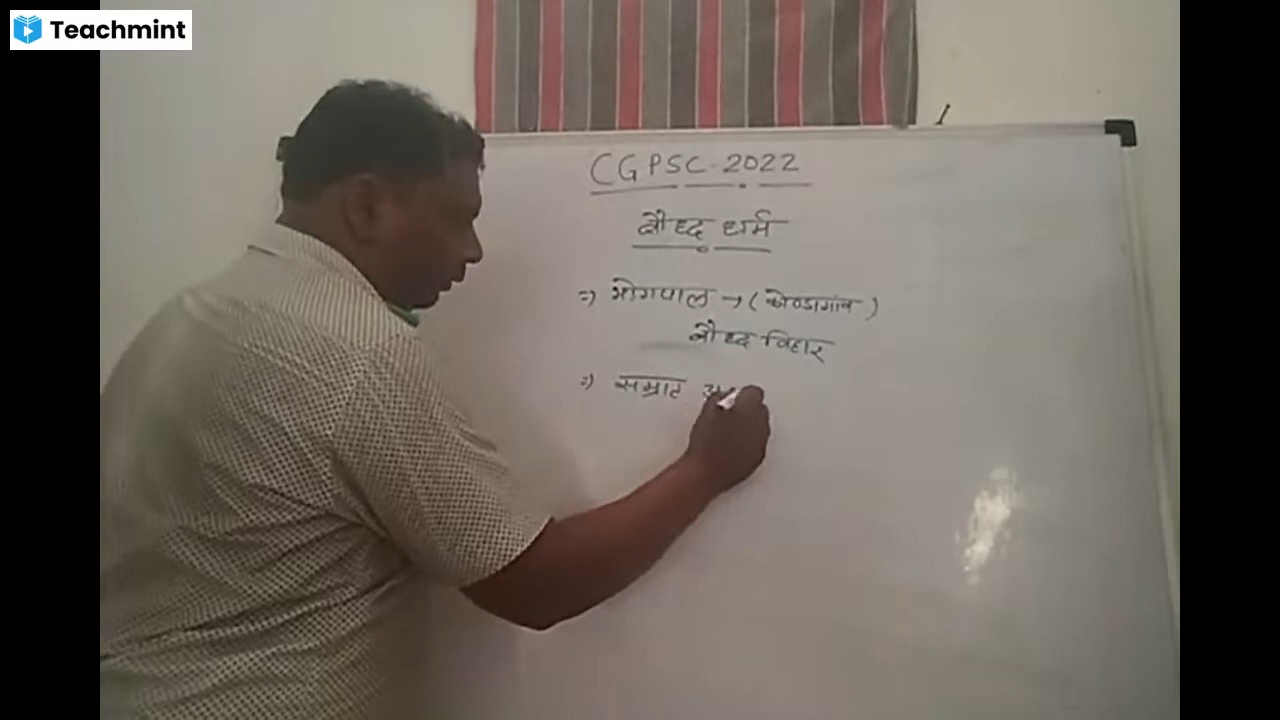 Teachmint
CGPSC-2022
बौद्ध धर्म
=> भोगपाल → (कोण्डागांव)
बौद्ध विहार
=> सम्राट